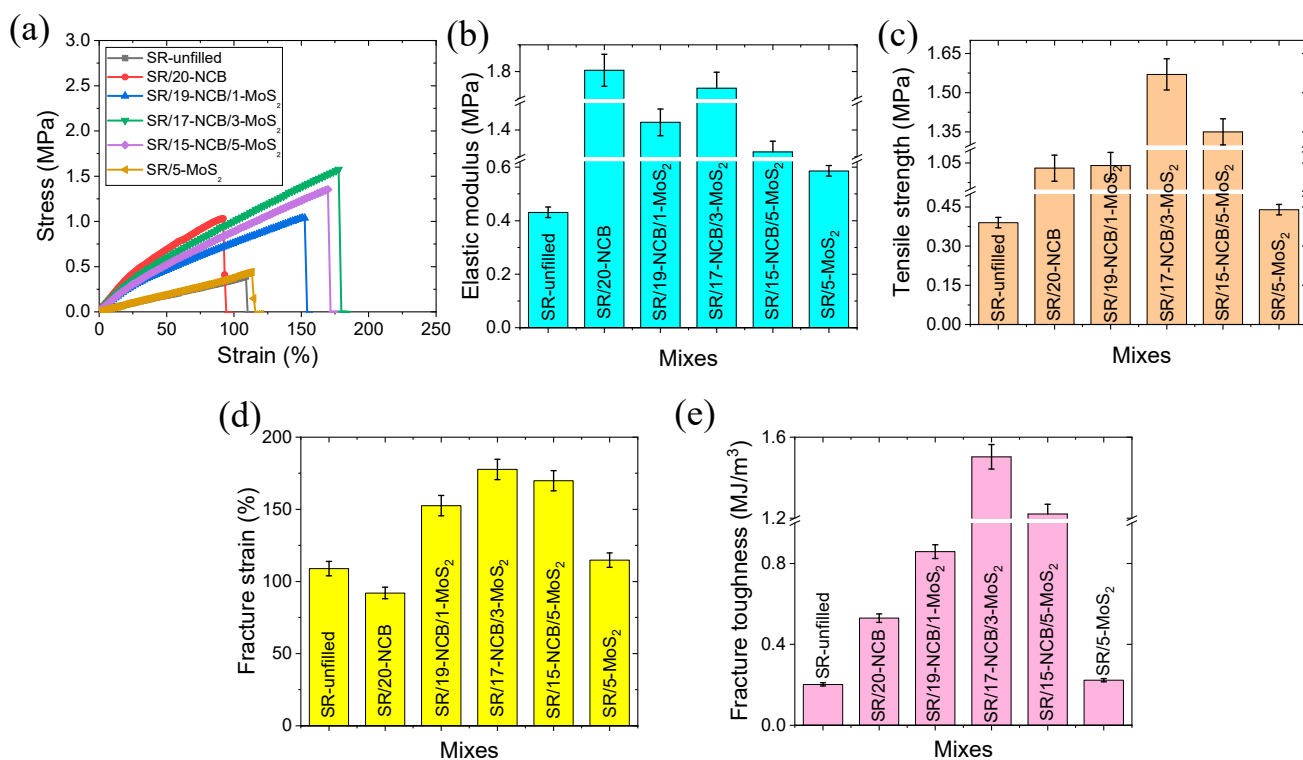 (a)
3.0
2.5
2.0
1.5
1.0
0.5
0.0
Stress (MPa)
SR-unfilled
SR/20-NCB
SR/19-NCB/1-MoS₂
SR/17-NCB/3-MoS₂
SR/15-NCB/5-MoS₂
SR/5-MoS₂
0 50 100 150 200 250
Strain (%)
(b)
1.8
1.4
0.6
0.4
0.2
0.0
Elastic modulus (MPa)
SR-unfilled
SR/20-NCB
SR/19-NCB/1-MoS₂
SR/17-NCB/3-MoS₂
SR/15-NCB/5-MoS₂
SR/5-MoS₂
Mixes
(c)
1.65
1.50
1.35
1.05
0.45
0.30
0.15
0.00
Tensile strength (MPa)
SR-unfilled
SR/20-NCB
SR/19-NCB/1-MoS₂
SR/17-NCB/3-MoS₂
SR/15-NCB/5-MoS₂
SR/5-MoS₂
Mixes
(d)
200
150
100
50
0
Fracture strain (%)
SR-unfilled
SR/20-NCB
SR/19-NCB/1-MoS₂
SR/17-NCB/3-MoS₂
SR/15-NCB/5-MoS₂
SR/5-MoS₂
Mixes
(e)
1.6
1.2
0.8
0.4
0.0
Fracture toughness (MJ/m³)
SR-unfilled
SR/20-NCB
SR/19-NCB/1-MoS₂
SR/17-NCB/3-MoS₂
SR/15-NCB/5-MoS₂
SR/5-MoS₂
Mixes